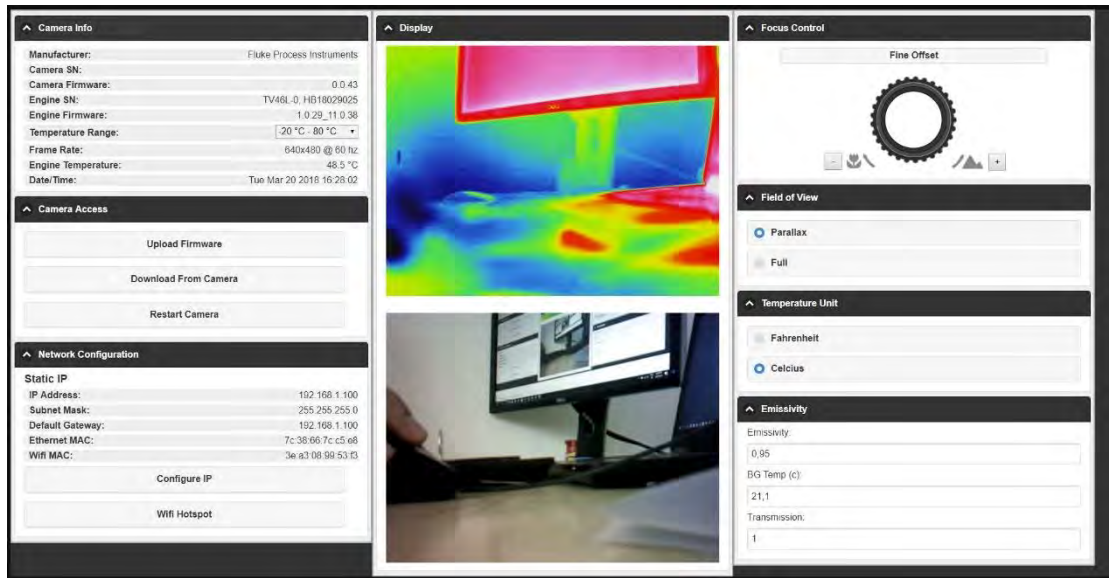 Camera Info
Manufacturer: Fluke Process Instruments
Camera SN:
Camera Firmware: 0.0.43
Engine SN: TV46L-0, HB18029025
Engine Firmware: 1.0.29_11.0.38
Temperature Range: -20 °C - 80 °C
Frame Rate: 640x480 @ 60 hz
Engine Temperature: 48.5 °C
Date/Time: Tue Mar 20 2018 16:28:02
Camera Access
Upload Firmware
Download From Camera
Restart Camera
Network Configuration
Static IP
IP Address: 192.168.1.100
Subnet Mask: 255.255.255.0
Default Gateway: 192.168.1.100
Ethernet MAC: 7c:38:66:7c:c5:e8
Wifi MAC: 3e:a3:08:99:53:f3
Configure IP
Wifi Hotspot
Display
Focus Control
Fine Offset
-
+
Field of View
Parallax
Full
Temperature Unit
Fahrenheit
Celcius
Emissivity
Emissivity:
0,95
BG Temp (c):
21,1
Transmission:
1